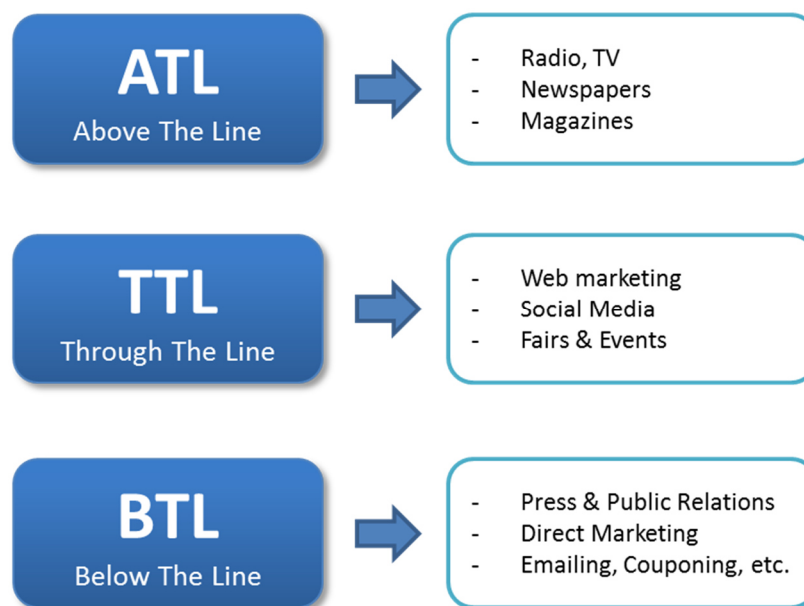 ATL
Above The Line
- Radio, TV
- Newspapers
- Magazines
TTL
Through The Line
- Web marketing
- Social Media
- Fairs & Events
BTL
Below The Line
- Press & Public Relations
- Direct Marketing
- Emailing, Couponing, etc.